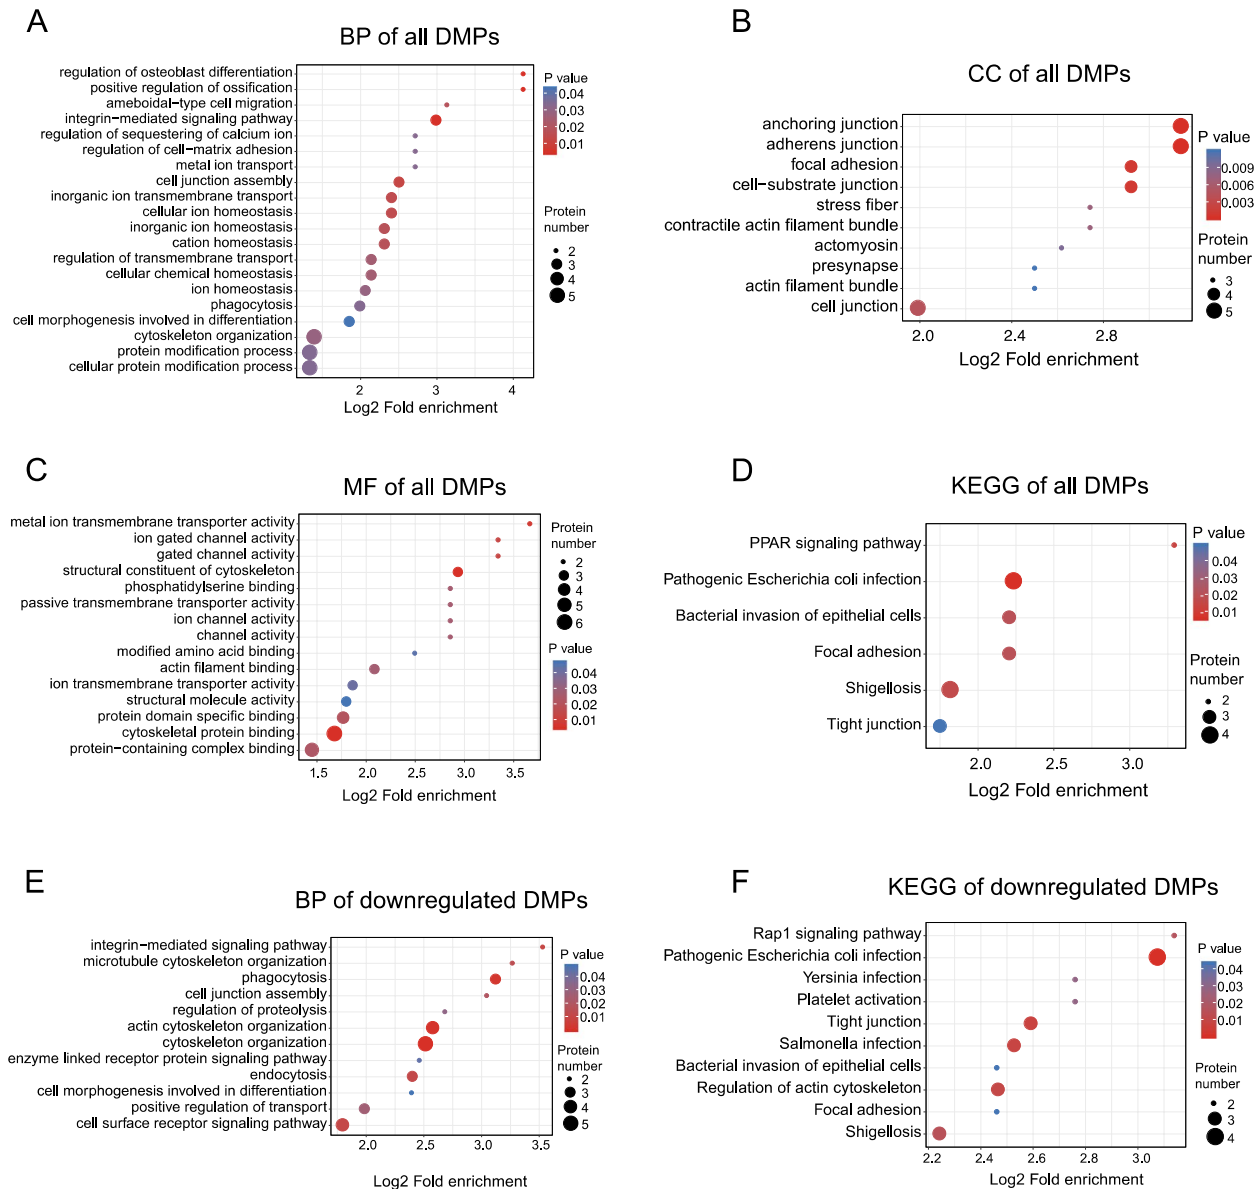 A
BP of all DMPs
regulation of osteoblast differentiation
positive regulation of ossification
ameboidal−type cell migration
integrin−mediated signaling pathway
regulation of sequestering of calcium ion
regulation of cell−matrix adhesion
metal ion transport
cell junction assembly
inorganic ion transmembrane transport
cellular ion homeostasis
inorganic ion homeostasis
cation homeostasis
regulation of transmembrane transport
cellular chemical homeostasis
ion homeostasis
phagocytosis
cell morphogenesis involved in differentiation
cytoskeleton organization
protein modification process
cellular protein modification process
2 3 4
Log2 Fold enrichment
P value
0.04
0.03
0.02
0.01
Protein
number
2
3
4
5
B
CC of all DMPs
anchoring junction
adherens junction
focal adhesion
cell−substrate junction
stress fiber
contractile actin filament bundle
actomyosin
presynapse
actin filament bundle
cell junction
2.0 2.4 2.8
Log2 Fold enrichment
P value
0.009
0.006
0.003
Protein
number
3
4
5
C
MF of all DMPs
metal ion transmembrane transporter activity
ion gated channel activity
gated channel activity
structural constituent of cytoskeleton
phosphatidylserine binding
passive transmembrane transporter activity
ion channel activity
channel activity
modified amino acid binding
actin filament binding
ion transmembrane transporter activity
structural molecule activity
protein domain specific binding
cytoskeletal protein binding
protein−containing complex binding
1.5 2.0 2.5 3.0 3.5
Log2 Fold enrichment
Protein
number
2
3
4
5
6
P value
0.04
0.03
0.02
0.01
D
KEGG of all DMPs
PPAR signaling pathway
Pathogenic Escherichia coli infection
Bacterial invasion of epithelial cells
Focal adhesion
Shigellosis
Tight junction
2.0 2.5 3.0
Log2 Fold enrichment
P value
0.04
0.03
0.02
0.01
Protein
number
2
3
4
E
BP of downregulated DMPs
integrin−mediated signaling pathway
microtubule cytoskeleton organization
phagocytosis
cell junction assembly
regulation of proteolysis
actin cytoskeleton organization
cytoskeleton organization
enzyme linked receptor protein signaling pathway
endocytosis
cell morphogenesis involved in differentiation
positive regulation of transport
cell surface receptor signaling pathway
2.0 2.5 3.0 3.5
Log2 Fold enrichment
P value
0.04
0.03
0.02
0.01
Protein
number
2
3
4
5
F
KEGG of downregulated DMPs
Rap1 signaling pathway
Pathogenic Escherichia coli infection
Yersinia infection
Platelet activation
Tight junction
Salmonella infection
Bacterial invasion of epithelial cells
Regulation of actin cytoskeleton
Focal adhesion
Shigellosis
2.2 2.4 2.6 2.8 3.0
Log2 Fold enrichment
P value
0.04
0.03
0.02
0.01
Protein
number
2
3
4